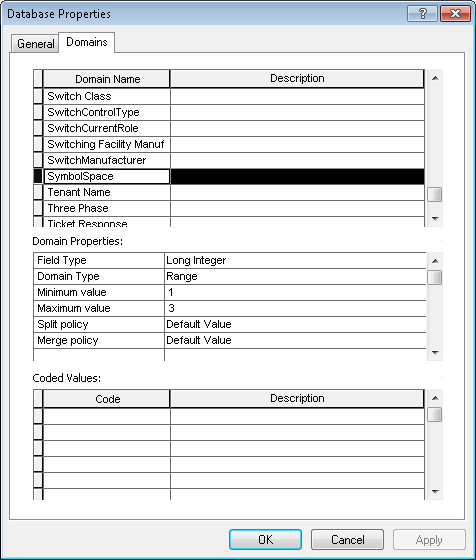 Database Properties
General Domains
Domain Name Description
Switch Class
SwitchControlType
SwitchCurrentRole
Switching Facility Manuf
SwitchManufacturer
SymbolSpace
Tenant Name
Three Phase
Ticket Response
Domain Properties:
Field Type Long Integer
Domain Type Range
Minimum value 1
Maximum value 3
Split policy Default Value
Merge policy Default Value
Coded Values:
Code Description
OK Cancel Apply